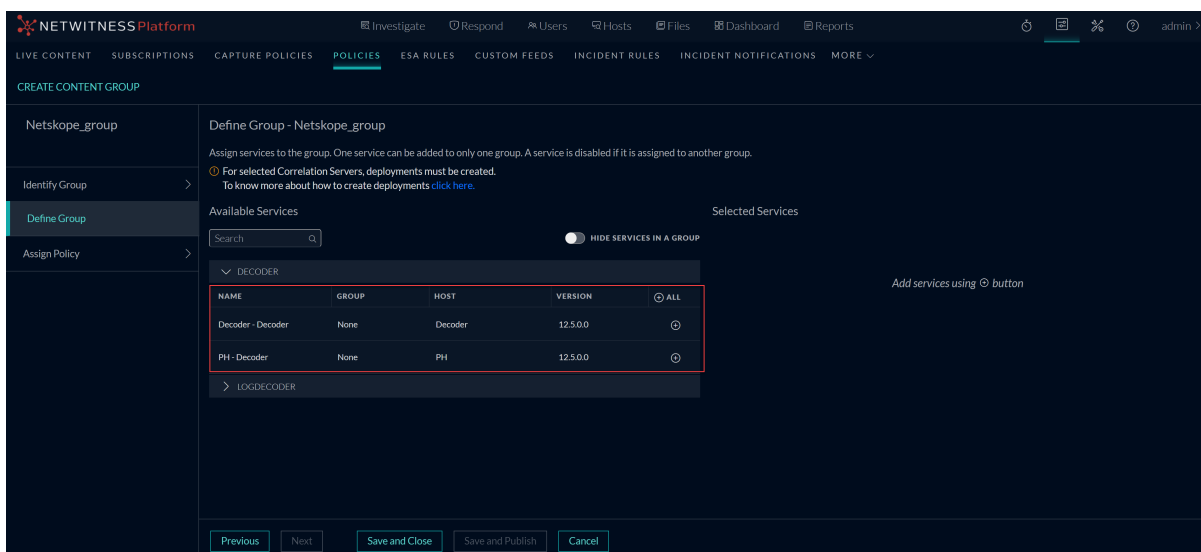 NETWITNESS Platform
Investigate Respond Users Hosts Files Dashboard Reports admin
LIVE CONTENT SUBSCRIPTIONS CAPTURE POLICIES POLICIES ESA RULES CUSTOM FEEDS INCIDENT RULES INCIDENT NOTIFICATIONS MORE
CREATE CONTENT GROUP
Netskope_group
Identify Group
Define Group
Assign Policy
Define Group - Netskope_group
Assign services to the group. One service can be added to only one group. A service is disabled if it is assigned to another group.
For selected Correlation Servers, deployments must be created.
To know more about how to create deployments click here.
Available Services
Search
HIDE SERVICES IN A GROUP
DECODER
NAME GROUP HOST VERSION ALL
Decoder - Decoder None Decoder 12.5.0.0
PH - Decoder None PH 12.5.0.0
LOGDECODER
Selected Services
Add services using ⊕ button
Previous Next Save and Close Save and Publish Cancel